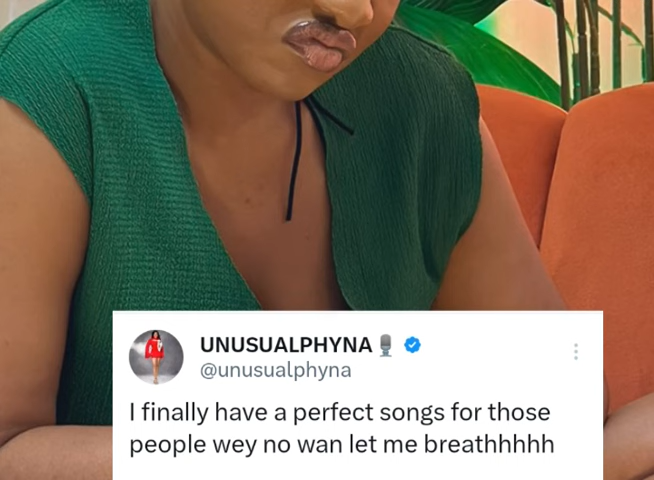 UNUSUALPHYNA🎙️
@unusualphyna
I finally have a perfect songs for those
people wey no wan let me breathhhhh